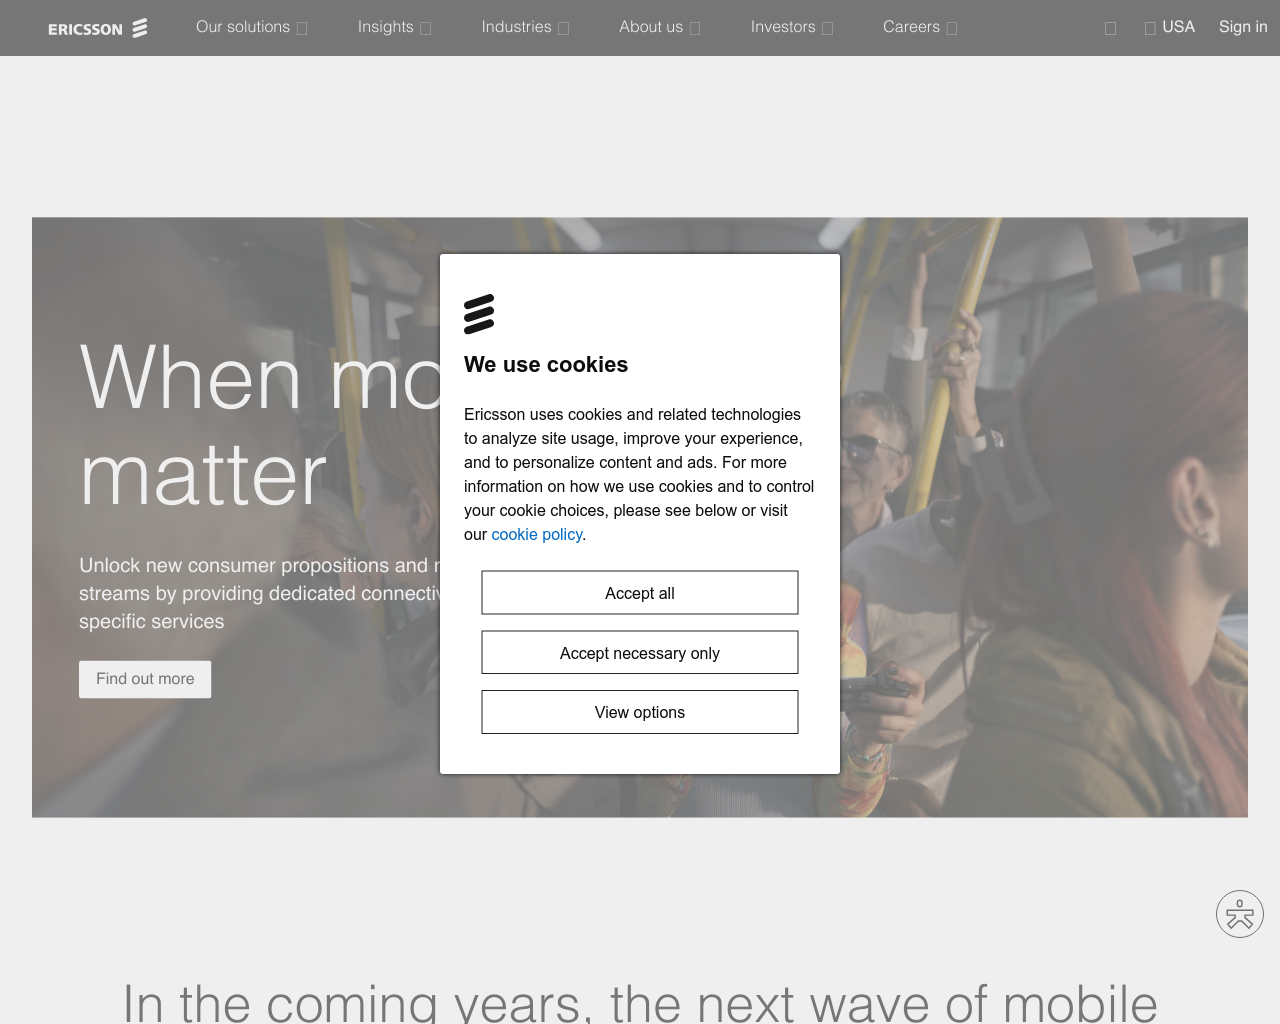 ERICSSON
Our solutions
Insights
Industries
About us
Investors
Careers
USA
Sign in
When mo
matter
Unlock new consumer propositions and
streams by providing dedicated
specific services
Find out more
We use cookies
Ericsson uses cookies and related technologies
to analyze site usage, improve your experience,
and to personalize content and ads. For more
information on how we use cookies and to control
your cookie choices, please see below or visit
our cookie policy.
Accept all
Accept necessary only
View options
In the coming years, the next wave of mobile